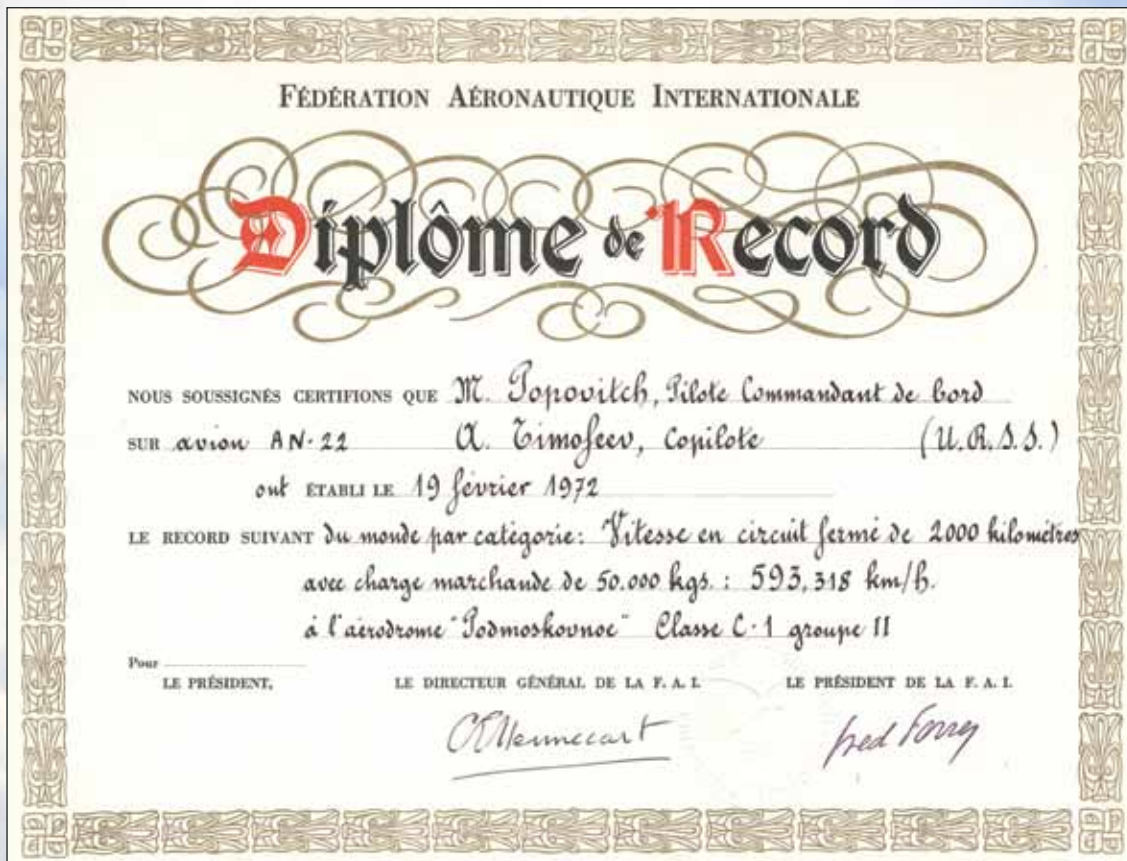 FÉDÉRATION AÉRONAUTIQUE INTERNATIONALE
Diplôme de Record
NOUS SOUSSIGNÉS CERTIFIONS QUE M. Popovitch, Pilote Commandant de bord
SUR avion AN-22 A. Timofeev, Copilote (U.R.S.S.)
ont ÉTABLI LE 19 février 1972
LE RECORD SUIVANT du monde par catégorie: Vitesse en circuit fermé de 2000 kilomètres
avec charge marchande de 50.000 kgs. : 593,318 km/h.
à l'aérodrome "Podmoskovnoe" Classe C-1 groupe II
Pour
LE PRÉSIDENT, LE DIRECTEUR GÉNÉRAL DE LA F. A. I. LE PRÉSIDENT DE LA F. A. I.